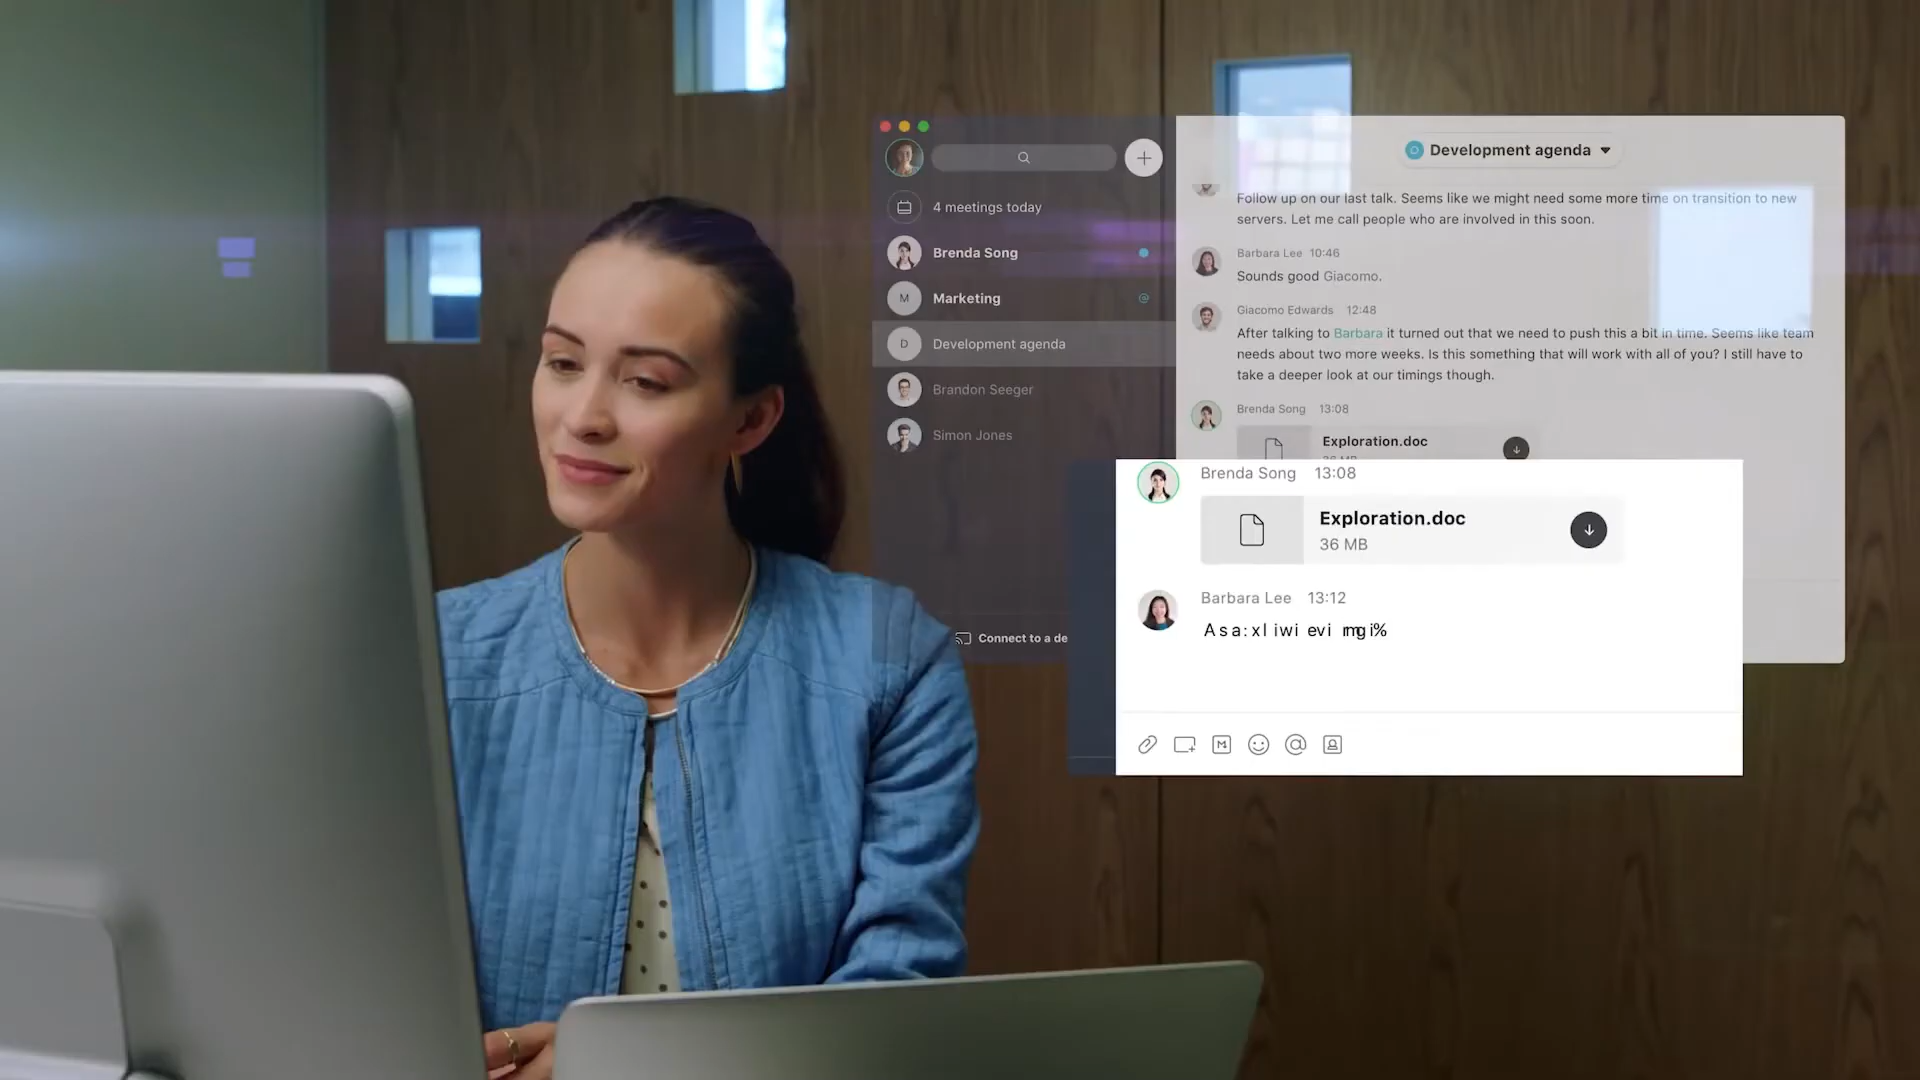 Development agenda
4 meetings today
Brenda Song
Marketing
M
Development agenda
D
Brandon Seeger
Simon Jones
Connect to a de
Follow up on our last talk. Seems like we might need some more time on transition to new
servers. Let me call people who are involved in this soon.
Barbara Lee 10:46
Sounds good Giacomo.
Giacomo Edwards 12:48
After talking to Barbara it turned out that we need to push this a bit in time. Seems like team
needs about two more weeks. Is this something that will work with all of you? I still have to
take a deeper look at our timings though.
Brenda Song 13:08
Exploration.doc
Brenda Song 13:08
Exploration.doc
36 MB
Barbara Lee 13:12
Asa:xliwi evi rmgi%